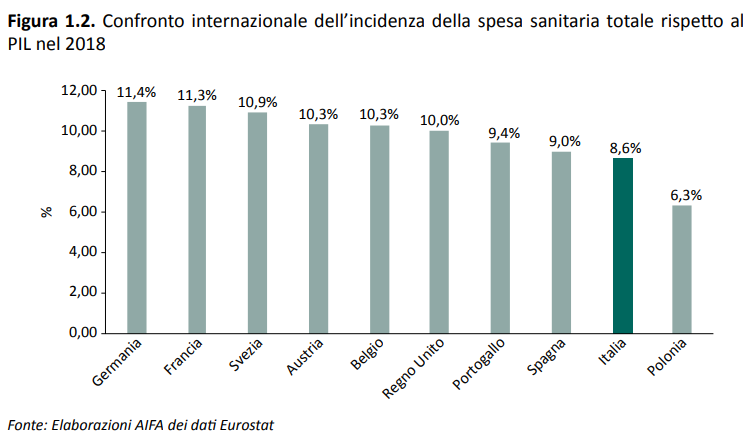 Figura 1.2. Confronto internazionale dell'incidenza della spesa sanitaria totale rispetto al
PIL nel 2018
12,00
10,00
8,00
6,00
4,00
2,00
0,00
%
11,4%
11,3%
10,9%
10,3%
10,3%
10,0%
9,4%
9,0%
8,6%
6,3%
Germania
Francia
Svezia
Austria
Belgio
Regno Unito
Portogallo
Spagna
Italia
Polonia
Fonte: Elaborazioni AIFA dei dati Eurostat